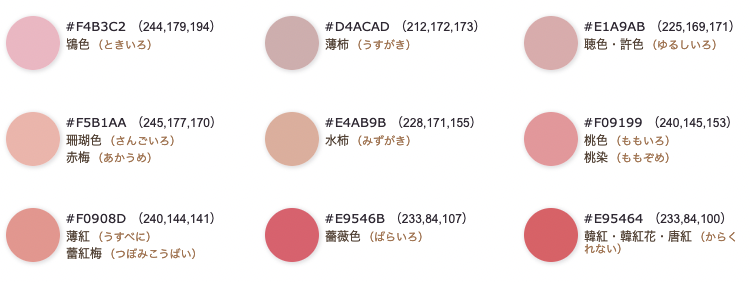 #F4B3C2 （244,179,194）
鴇色（ときいろ）
#D4ACAD （212,172,173）
薄柿（うすがき）
#E1A9AB （225,169,171）
聴色・許色（ゆるしいろ）
#F5B1AA （245,177,170）
珊瑚色（さんごいろ）
赤梅（あかうめ）
#E4AB9B （228,171,155）
水柿（みずがき）
#F09199 （240,145,153）
桃色（ももいろ）
桃染（ももぞめ）
#F0908D （240,144,141）
薄紅（うすべに）
蕾紅梅（つぼみこうばい）
#E9546B （233,84,107）
薔薇色（ばらいろ）
#E95464 （233,84,100）
韓紅・韓紅花・唐紅（からく
れない）